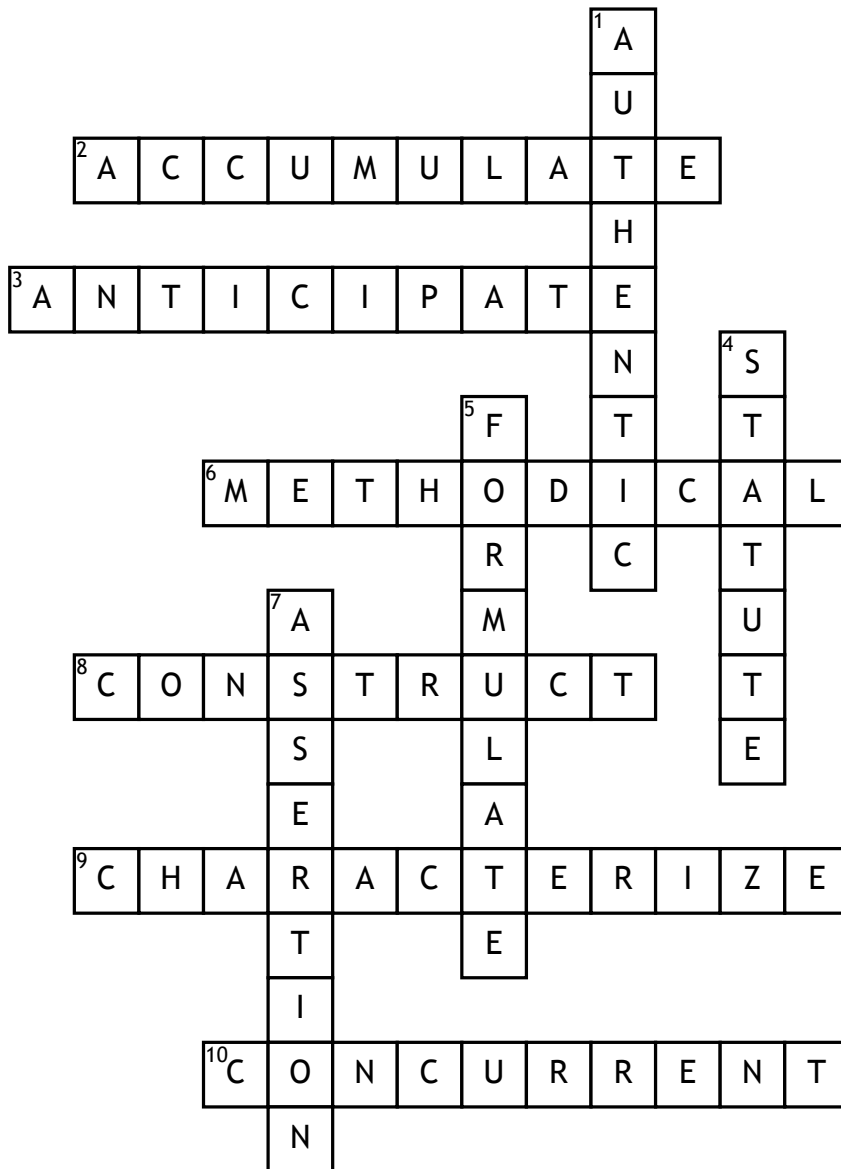 1 A
U
2 A C C U M U L A T E
H
3 A N T I C I P A T E
N 4 S
5 F T T
6 M E T H O D I C A L
R C T
7 A M U
8 C O N S T R U C T T
S L E
E A
9 C H A R A C T E R I Z E
T E
I
10 C O N C U R R E N T
N